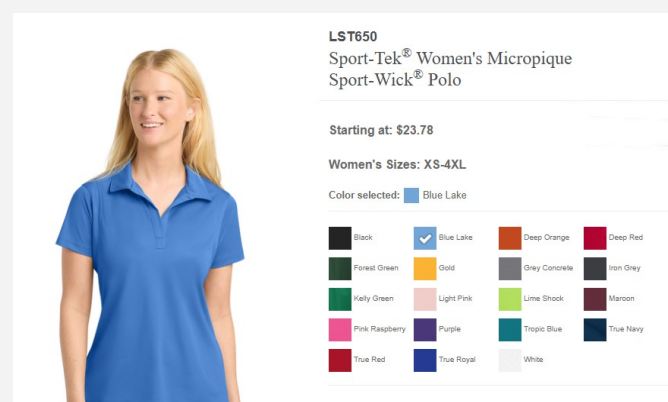 LST650
Sport-Tek® Women's Micropique
Sport-Wick® Polo
Starting at: $23.78
Women's Sizes: XS-4XL
Color selected: Blue Lake
Black Blue Lake Deep Orange Deep Red
Forest Green Gold Grey Concrete Iron Grey
Kelly Green Light Pink Lime Shock Maroon
Pink Raspberry Purple Tropic Blue True Navy
True Red True Royal White